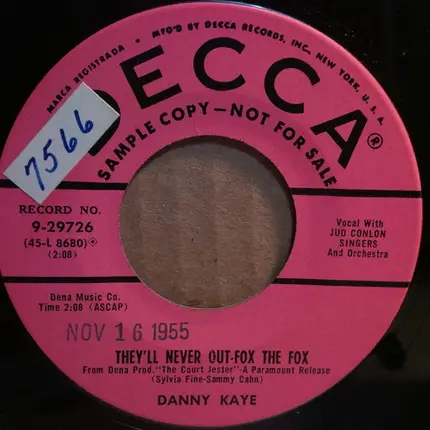 MARCA REGISTRADA • MF'D BY DECCA RECORDS, INC., NEW YORK, U.S.A.
DECCA®
SAMPLE COPY—NOT FOR SALE
7566
RECORD NO.
9-29726
(45-L 8680)
(2:08)
Vocal With
JUD CONLON
SINGERS
And Orchestra
Dena Music Co.
Time 2:08 (ASCAP)
NOV 16 1955
THEY'LL NEVER OUT-FOX THE FOX
From Dena Prod. "The Court Jester"-A Paramount Release
(Sylvia Fine-Sammy Cahn)
DANNY KAYE